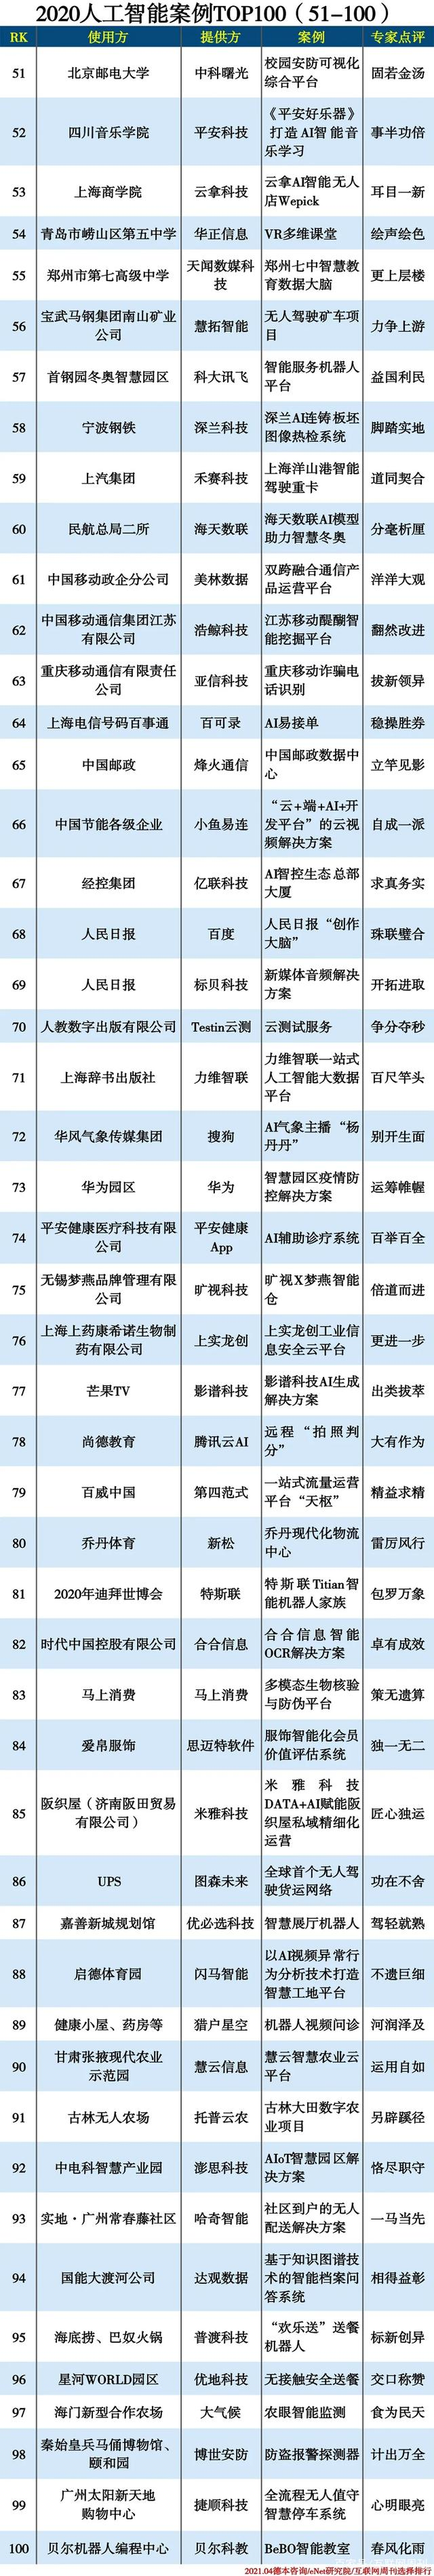 2020人工智能案例TOP100（51-100）
RK 使用方 提供方 案例 专家点评
51 北京邮电大学 中科曙光 校园安防可视化综合平台 固若金汤
52 四川音乐学院 平安科技 《平安好乐器》打造AI智能音乐学习 事半功倍
53 上海商学院 云拿科技 云拿AI智能无人店Wepick 耳目一新
54 青岛市崂山区第五中学 华正信息 VR多维课堂 绘声绘色
55 郑州市第七高级中学 天闻数媒科技 郑州七中智慧教育数据大脑 更上层楼
56 宝武马钢集团南山矿业公司 慧拓智能 无人驾驶矿车项目 力争上游
57 首钢园冬奥智慧园区 科大讯飞 智能服务机器人平台 益国利民
58 宁波钢铁 深兰科技 深兰AI连铸板坯图像热检系统 脚踏实地
59 上汽集团 禾赛科技 上海洋山港智能驾驶重卡 道同契合
60 民航总局二所 海天数联 海天数联AI模型助力智慧冬奥 分毫析厘
61 中国移动政企分公司 美林数据 双跨融合通信产品运营平台 洋洋大观
62 中国移动通信集团江苏有限公司 浩鲸科技 江苏移动醍醐智能挖掘平台 翻然改进
63 重庆移动通信有限责任公司 亚信科技 重庆移动诈骗电话识别 拔新领异
64 上海电信号码百事通 百可录 AI易接单 稳操胜券
65 中国邮政 烽火通信 中国邮政数据中心 立竿见影
66 中国节能各级企业 小鱼易连 “云+端+AI+开发平台”的云视频解决方案 自成一派
67 经控集团 亿联科技 AI智控生态总部大厦 求真务实
68 人民日报 百度 人民日报“创作大脑” 珠联璧合
69 人民日报 标贝科技 新媒体音频解决方案 开拓进取
70 人教数字出版有限公司 Testin云测 云测试服务 争分夺秒
71 上海辞书出版社 力维智联 力维智联一站式人工智能大数据平台 百尺竿头
72 华风气象传媒集团 搜狗 AI气象主播“杨丹丹” 别开生面
73 华为园区 华为 智慧园区疫情防控解决方案 运筹帷幄
74 平安健康医疗科技有限公司 平安健康App AI辅助诊疗系统 百举百全
75 无锡梦燕品牌管理有限公司 旷视科技 旷视X梦燕智能仓 倍道而进
76 上海上药康希诺生物制药有限公司 上实龙创 上实龙创工业信息安全云平台 更进一步
77 芒果TV 影谱科技 影谱科技AI生成解决方案 出类拔萃
78 尚德教育 腾讯云AI 远程“拍照判分” 大有作为
79 百威中国 第四范式 一站式流量运营平台“天枢” 精益求精
80 乔丹体育 新松 乔丹现代化物流中心 雷厉风行
81 2020年迪拜世博会 特斯联 特斯联Titian智能机器人家族 包罗万象
82 时代中国控股有限公司 合合信息 合合信息智能OCR解决方案 卓有成效
83 马上消费 马上消费 多模态生物核验与防伪平台 策无遗算
84 爱帛服饰 思迈特软件 服饰智能化会员价值评估系统 独一无二
85 阪织屋（济南阪田贸易有限公司） 米雅科技 米雅科技DATA+AI赋能阪织屋私域精细化运营 匠心独运
86 UPS 图森未来 全球首个无人驾驶货运网络 功在不舍
87 嘉善新城规划馆 优必选科技 智慧展厅机器人 驾轻就熟
88 启德体育园 闪马智能 以AI视频异常行为分析技术打造智慧工地平台 不遗巨细
89 健康小屋、药房等 猎户星空 机器人视频问诊 河润泽及
90 甘肃张掖现代农业示范园 慧云信息 慧云智慧农业云平台 运用自如
91 古林无人农场 托普云农 古林大田数字农业项目 另辟蹊径
92 中电科智慧产业园 澎思科技 AIoT智慧园区解决方案 恪尽职守
93 实地·广州常春藤社区 哈奇智能 社区到户的无人配送解决方案 一马当先
94 国能大渡河公司 达观数据 基于知识图谱技术的智能档案问答系统 相得益彰
95 海底捞、巴奴火锅 普渡科技 “欢乐送”送餐机器人 标新创异
96 星河WORLD园区 优地科技 无接触安全送餐 交口称赞
97 海门新型合作农场 大气候 农眼智能监测 食为民天
98 秦始皇兵马俑博物馆、颐和园 博世安防 防盗报警探测器 计出万全
99 广州太阳新天地购物中心 捷顺科技 全流程无人值守智慧停车系统 心明眼亮
100 贝尔机器人编程中心 贝尔科教 BeBO智能教室 春风化雨
2021.04德本咨询/eNet研究院/互联网周刊选择排行